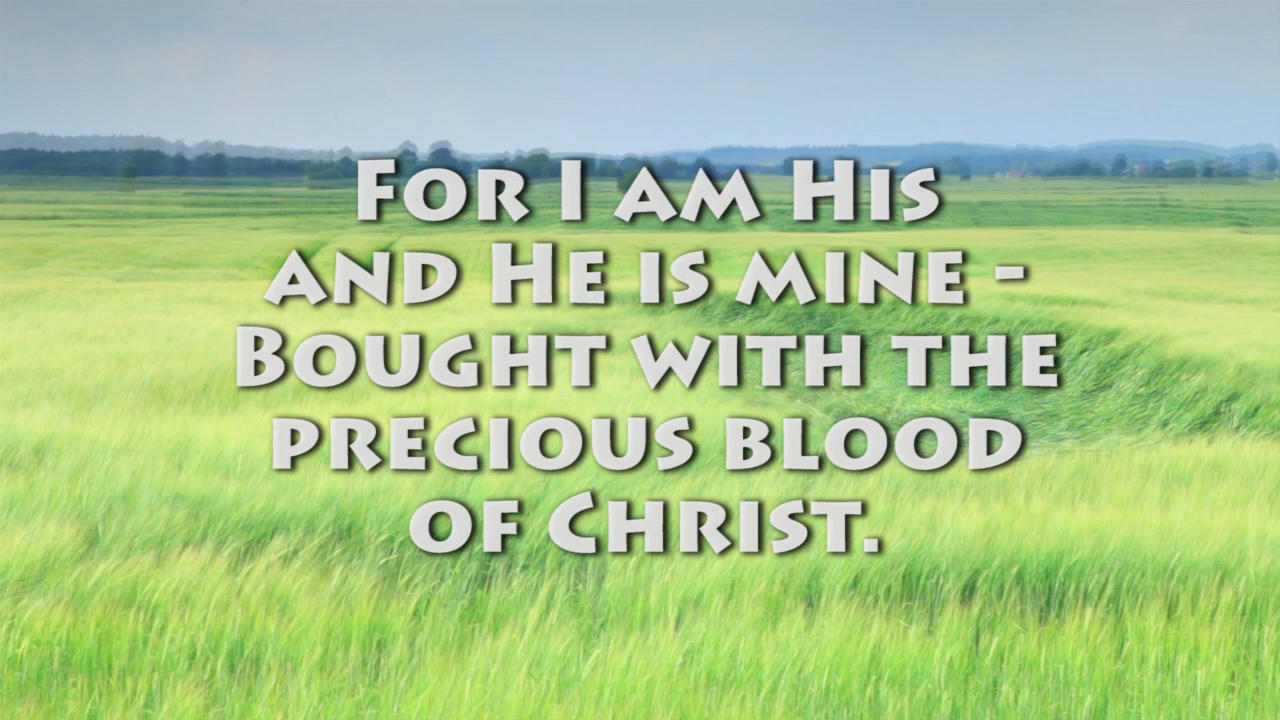 For I am His
and He is mine -
Bought with the
precious blood
of Christ.